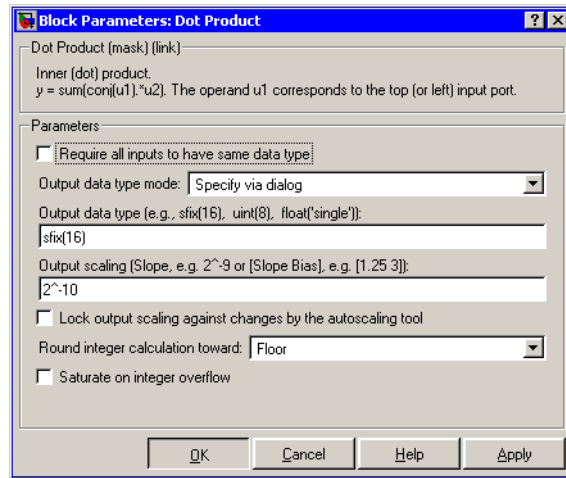 Block Parameters: Dot Product
Dot Product (mask) (link)
Inner (dot) product.
y = sum(conj(u1).*u2). The operand u1 corresponds to the top (or left) input port.
Parameters
Require all inputs to have same data type
Output data type mode: Specify via dialog
Output data type (e.g., sfix(16), uint(8), float('single')):
sfix(16)
Output scaling (Slope, e.g. 2^-9 or [Slope Bias], e.g. [1.25 3]):
2^-10
Lock output scaling against changes by the autoscaling tool
Round integer calculation toward: Floor
Saturate on integer overflow
OK Cancel Help Apply